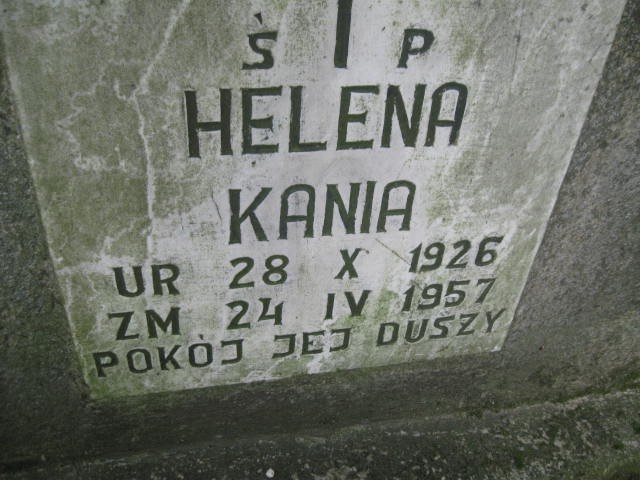 Ś P
HELENA
KANIA
UR 28 X 1926
ZM 24 IV 1957
POKÓJ JEJ DUSZY